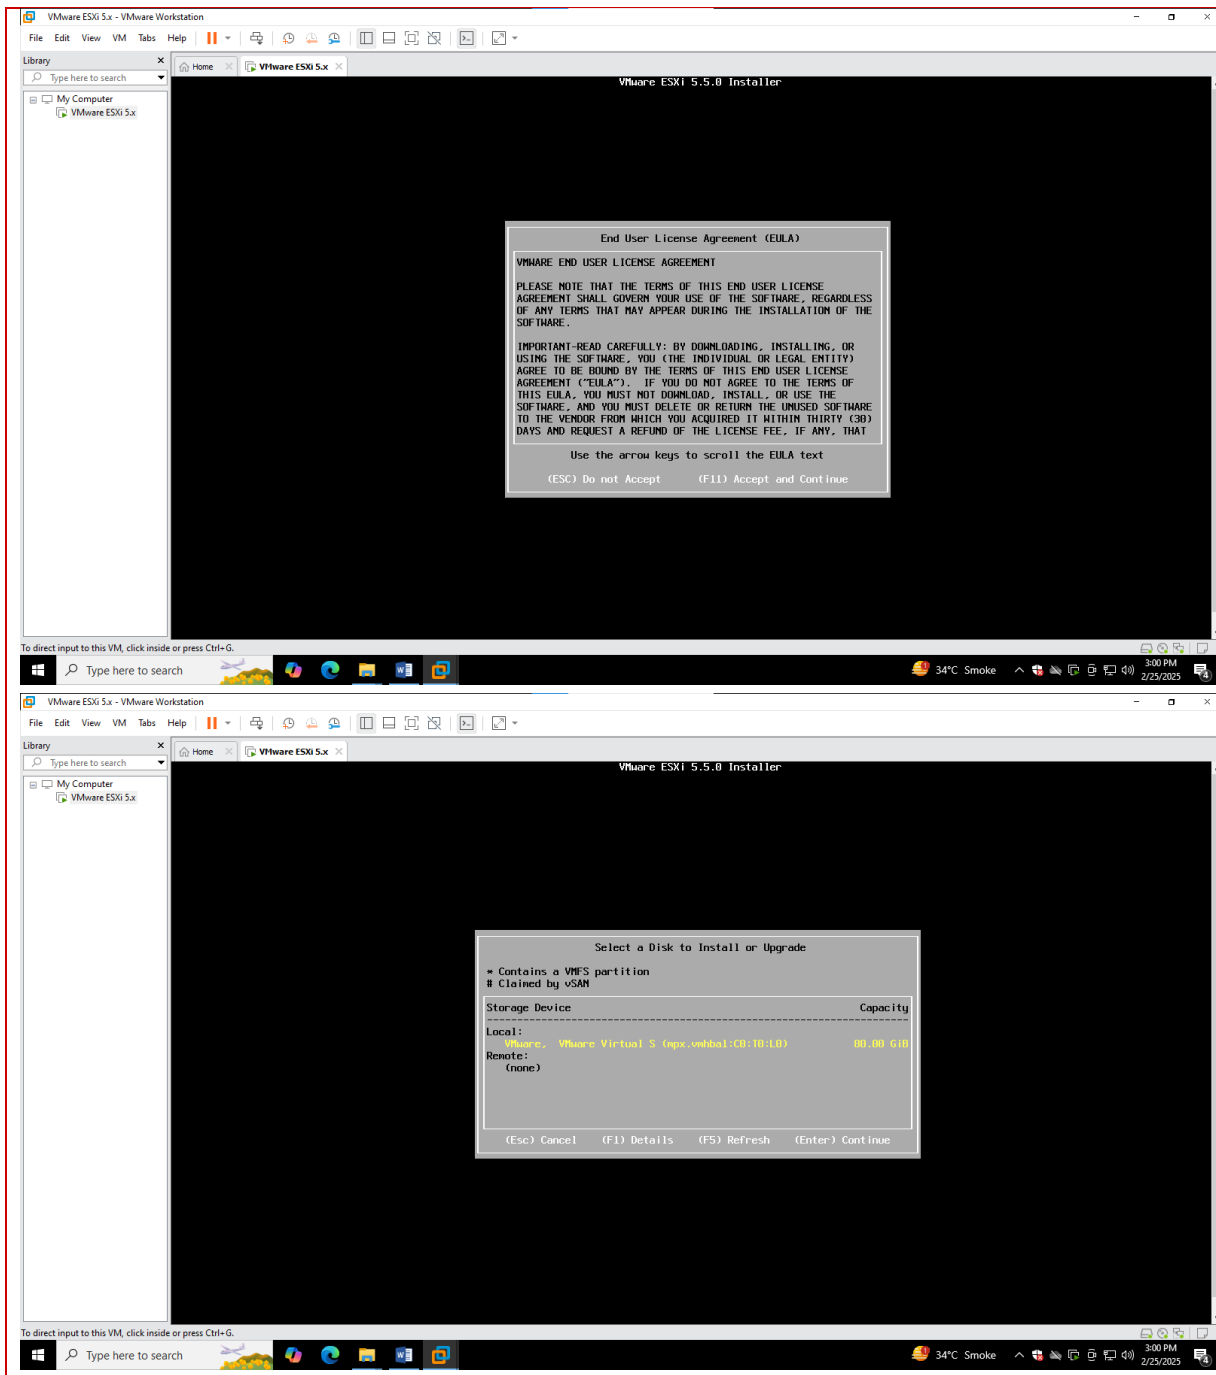 VMware ESXi 5.x - VMware Workstation
File Edit View VM Tabs Help
Library
Home VMware ESXi 5.x
Type here to search
VMware ESXi 5.5.0 Installer
My Computer
VMware ESXi 5.x
End User License Agreement (EULA)
VMWARE END USER LICENSE AGREEMENT
PLEASE NOTE THAT THE TERMS OF THIS END USER LICENSE
AGREEMENT SHALL GOVERN YOUR USE OF THE SOFTWARE, REGARDLESS
OF ANY TERMS THAT MAY APPEAR DURING THE INSTALLATION OF THE
SOFTWARE.
IMPORTANT-READ CAREFULLY: BY DOWNLOADING, INSTALLING, OR
USING THE SOFTWARE, YOU (THE INDIVIDUAL OR LEGAL ENTITY)
AGREE TO BE BOUND BY THE TERMS OF THIS END USER LICENSE
AGREEMENT ("EULA"). IF YOU DO NOT AGREE TO THE TERMS OF
THIS EULA, YOU MUST NOT DOWNLOAD, INSTALL, OR USE THE
SOFTWARE, AND YOU MUST DELETE OR RETURN THE UNUSED SOFTWARE
TO THE VENDOR FROM WHICH YOU ACQUIRED IT WITHIN THIRTY (30)
DAYS AND REQUEST A REFUND OF THE LICENSE FEE, IF ANY, THAT
Use the arrow keys to scroll the EULA text
(ESC) Do not Accept (F11) Accept and Continue
To direct input to this VM, click inside or press Ctrl+G.
Type here to search
34°C Smoke
3:00 PM
2/25/2025
4
VMware ESXi 5.x - VMware Workstation
File Edit View VM Tabs Help
Library
Home VMware ESXi 5.x
Type here to search
VMware ESXi 5.5.0 Installer
My Computer
VMware ESXi 5.x
Select a Disk to Install or Upgrade
* Contains a VMFS partition
# Claimed by vSAN
Storage Device Capacity
Local:
VMware, VMware Virtual S (mpx.vmhba1:C0:T0:L0) 80.00 GiB
Remote:
(none)
(Esc) Cancel (F1) Details (F5) Refresh (Enter) Continue
To direct input to this VM, click inside or press Ctrl+G.
Type here to search
34°C Smoke
3:00 PM
2/25/2025
4